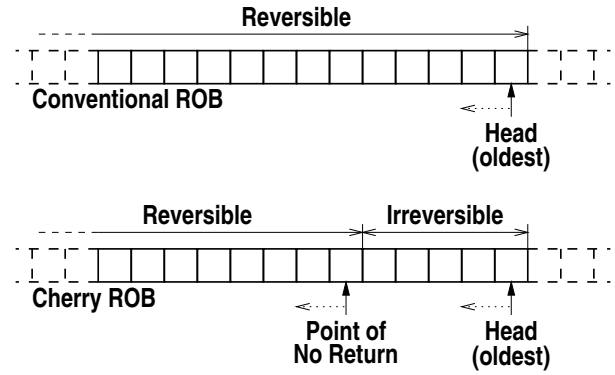 Reversible
Conventional ROB
Head
(oldest)
Reversible
Irreversible
Cherry ROB
Point of
No Return
Head
(oldest)